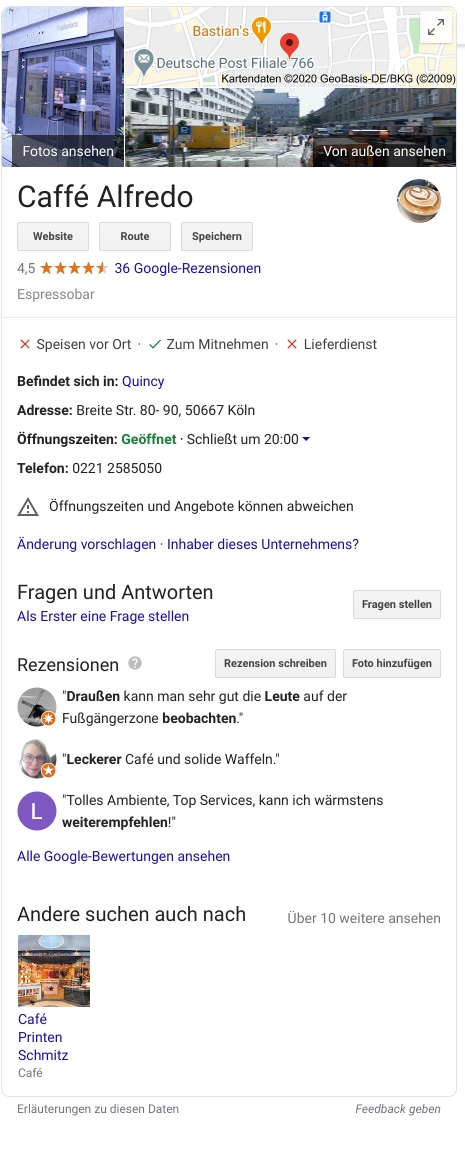 Bastian's
Deutsche Post Filiale 766
Kartendaten ©2020 GeoBasis-DE/BKG (©2009)
Fotos ansehen
Von außen ansehen
Caffé Alfredo
Website
Route
Speichern
4,5 36 Google-Rezensionen
Espressobar
Speisen vor Ort · Zum Mitnehmen · Lieferdienst
Befindet sich in: Quincy
Adresse: Breite Str. 80- 90, 50667 Köln
Öffnungszeiten: Geöffnet · Schließt um 20:00
Telefon: 0221 2585050
Öffnungszeiten und Angebote können abweichen
Änderung vorschlagen · Inhaber dieses Unternehmens?
Fragen und Antworten
Als Erster eine Frage stellen
Fragen stellen
Rezensionen ?
Rezension schreiben
Foto hinzufügen
"Draußen kann man sehr gut die Leute auf der
Fußgängerzone beobachten."
"Leckerer Café und solide Waffeln."
L
"Tolles Ambiente, Top Services, kann ich wärmstens
weiterempfehlen!"
Alle Google-Bewertungen ansehen
Andere suchen auch nach
Über 10 weitere ansehen
Café
Printen
Schmitz
Café
Erläuterungen zu diesen Daten
Feedback geben